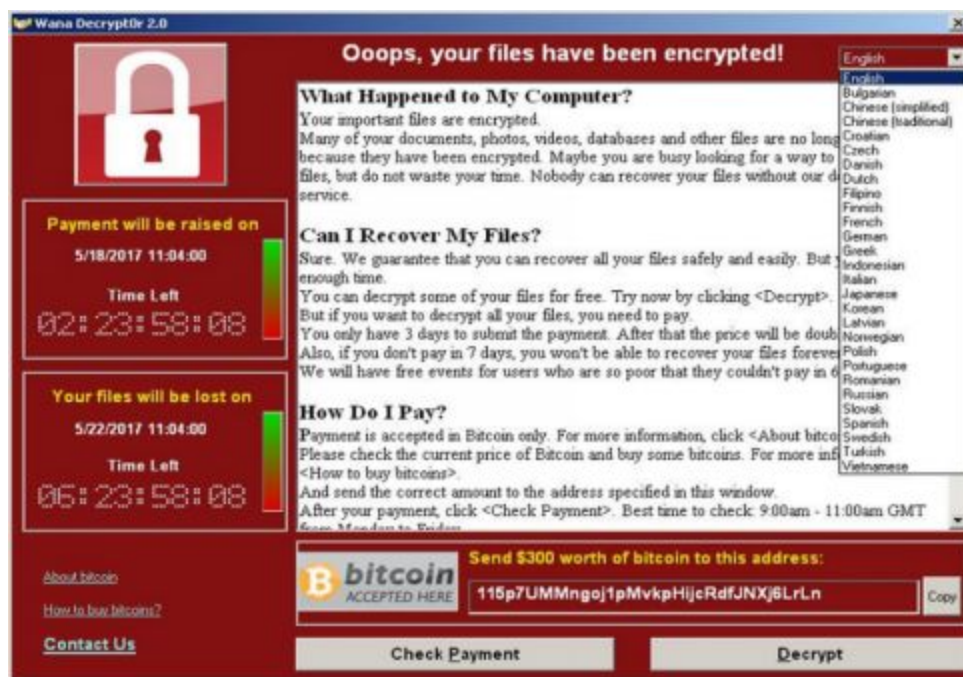 Wana Decrypt0r 2.0
Ooops, your files have been encrypted!
English
English
Bulgarian
Chinese (simplified)
Chinese (traditional)
Croatian
Czech
Danish
Dutch
Filipino
Finnish
French
German
Greek
Indonesian
Italian
Japanese
Korean
Latvian
Norwegian
Polish
Portuguese
Romanian
Russian
Slovak
Spanish
Swedish
Turkish
Vietnamese
Payment will be raised on
5/18/2017 11:04:00
Time Left
02:23:58:08
Your files will be lost on
5/22/2017 11:04:00
Time Left
06:23:58:08
About bitcoin
How to buy bitcoins?
Contact Us
What Happened to My Computer?
Your important files are encrypted.
Many of your documents, photos, videos, databases and other files are no long
because they have been encrypted. Maybe you are busy looking for a way to
files, but do not waste your time. Nobody can recover your files without our d
service.
Can I Recover My Files?
Sure. We guarantee that you can recover all your files safely and easily. But
enough time.
You can decrypt some of your files for free. Try now by clicking <Decrypt>.
But if you want to decrypt all your files, you need to pay.
You only have 3 days to submit the payment. After that the price will be doub
Also, if you don't pay in 7 days, you won't be able to recover your files forever
We will have free events for users who are so poor that they couldn't pay in 6
How Do I Pay?
Payment is accepted in Bitcoin only. For more information, click <About bitco
Please check the current price of Bitcoin and buy some bitcoins. For more inf
<How to buy bitcoins>.
And send the correct amount to the address specified in this window.
After your payment, click <Check Payment>. Best time to check: 9:00am - 11:00am GMT
from Monday to Friday
bitcoin
ACCEPTED HERE
Send $300 worth of bitcoin to this address:
115p7UMMngoj1pMvkpHijcRdfJNXj6LrLn
Copy
Check Payment
Decrypt